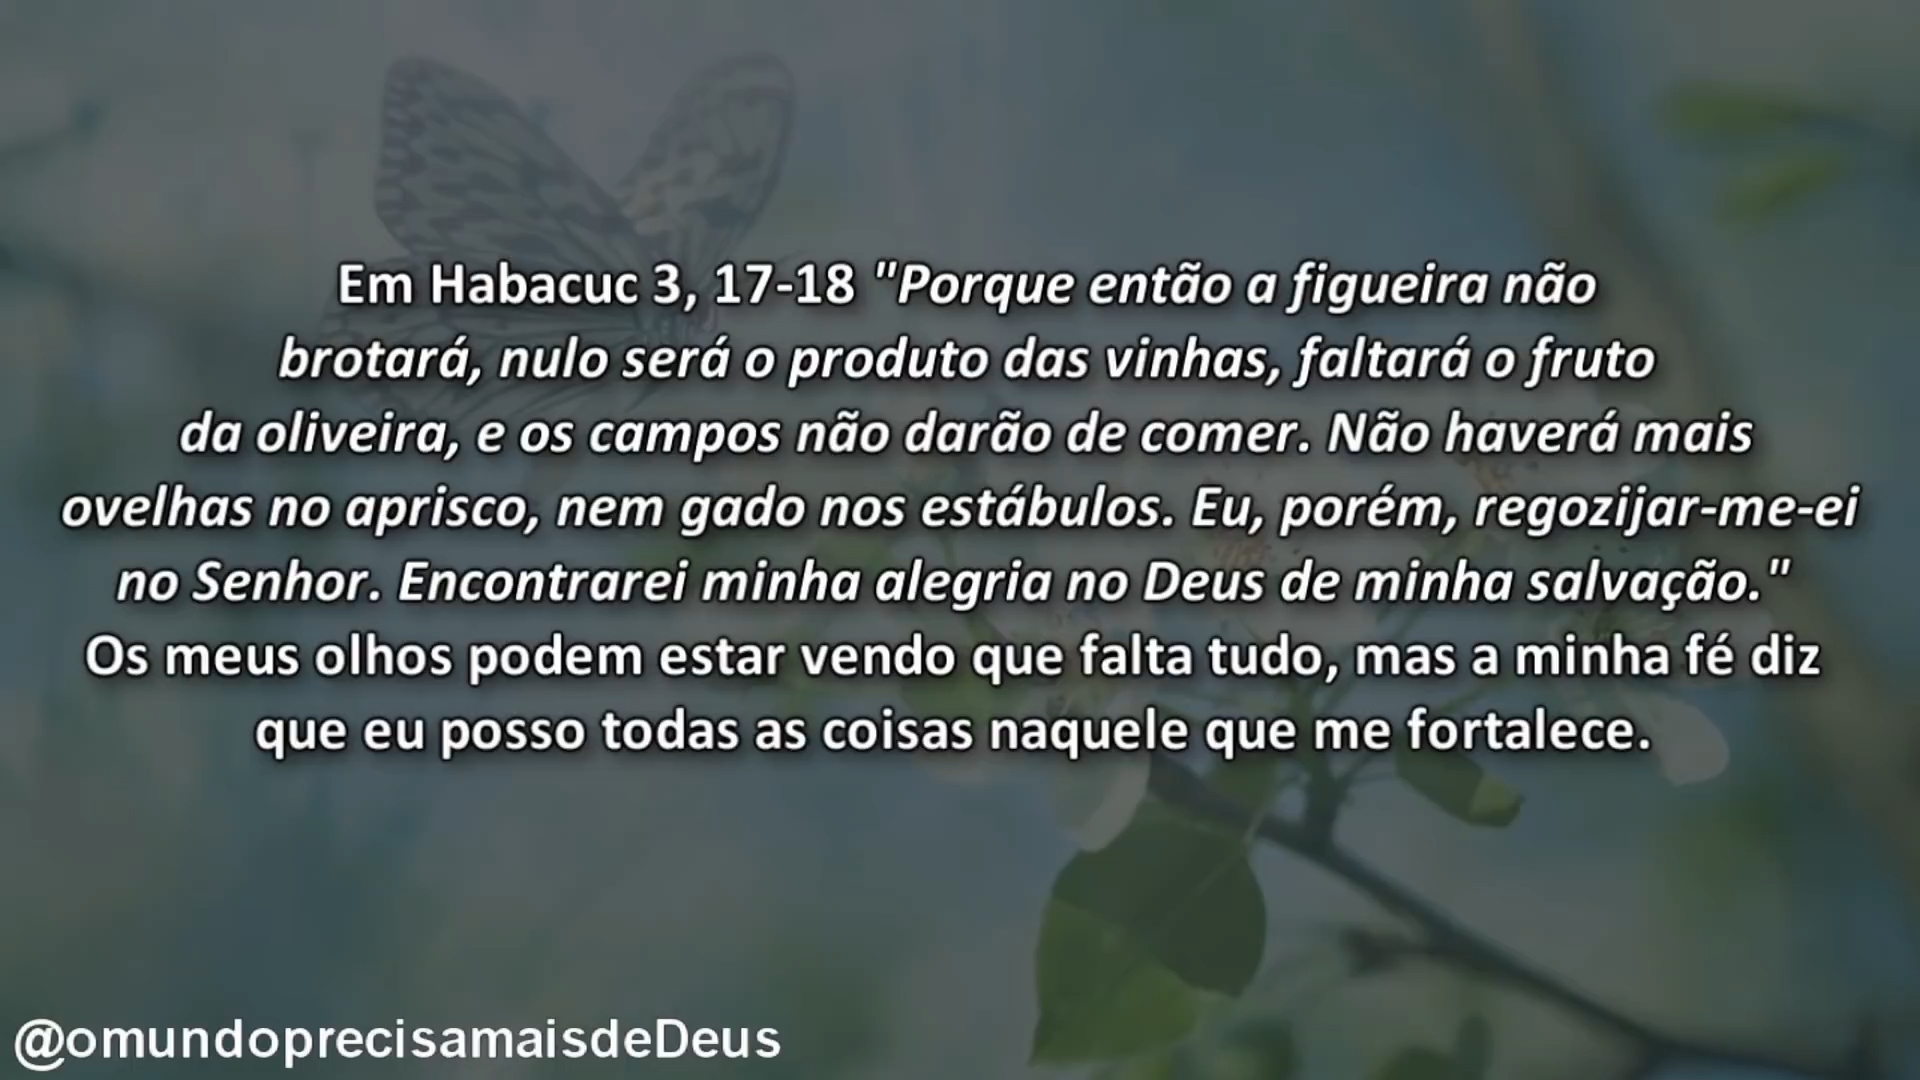 Em Habacuc 3, 17-18 "Porque então a figueira não
brotará, nulo será o produto das vinhas, faltará o fruto
da oliveira, e os campos não darão de comer. Não haverá mais
ovelhas no aprisco, nem gado nos estábulos. Eu, porém, regozijar-me-ei
no Senhor. Encontrarei minha alegria no Deus de minha salvação."
Os meus olhos podem estar vendo que falta tudo, mas a minha fé diz
que eu posso todas as coisas naquele que me fortalece.
@omundoprecisamaisdeDeus